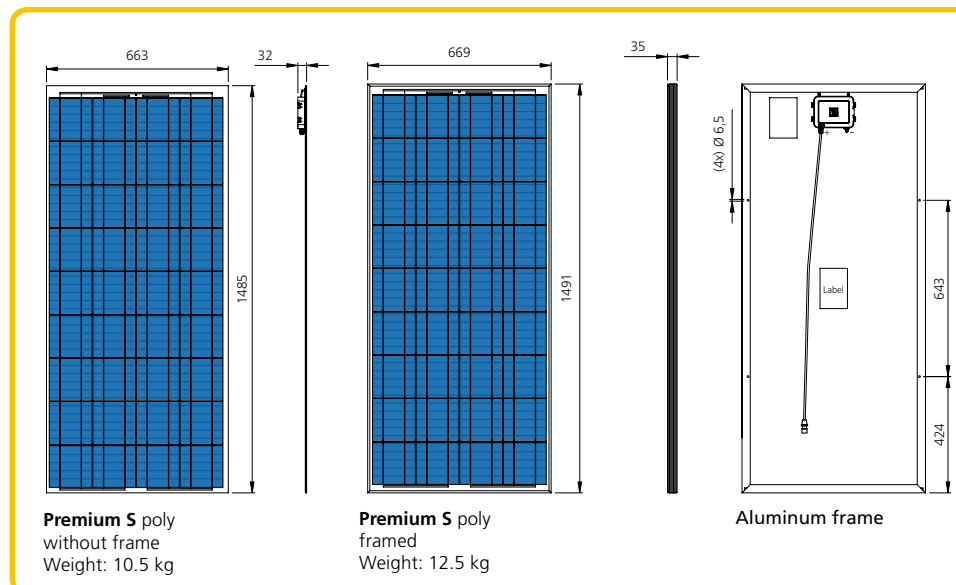 663
32
669
35
1485
1491
(4x) Ø 6,5
+
-
Label
643
424
Premium S poly
without frame
Weight: 10.5 kg
Premium S poly
framed
Weight: 12.5 kg
Aluminum frame